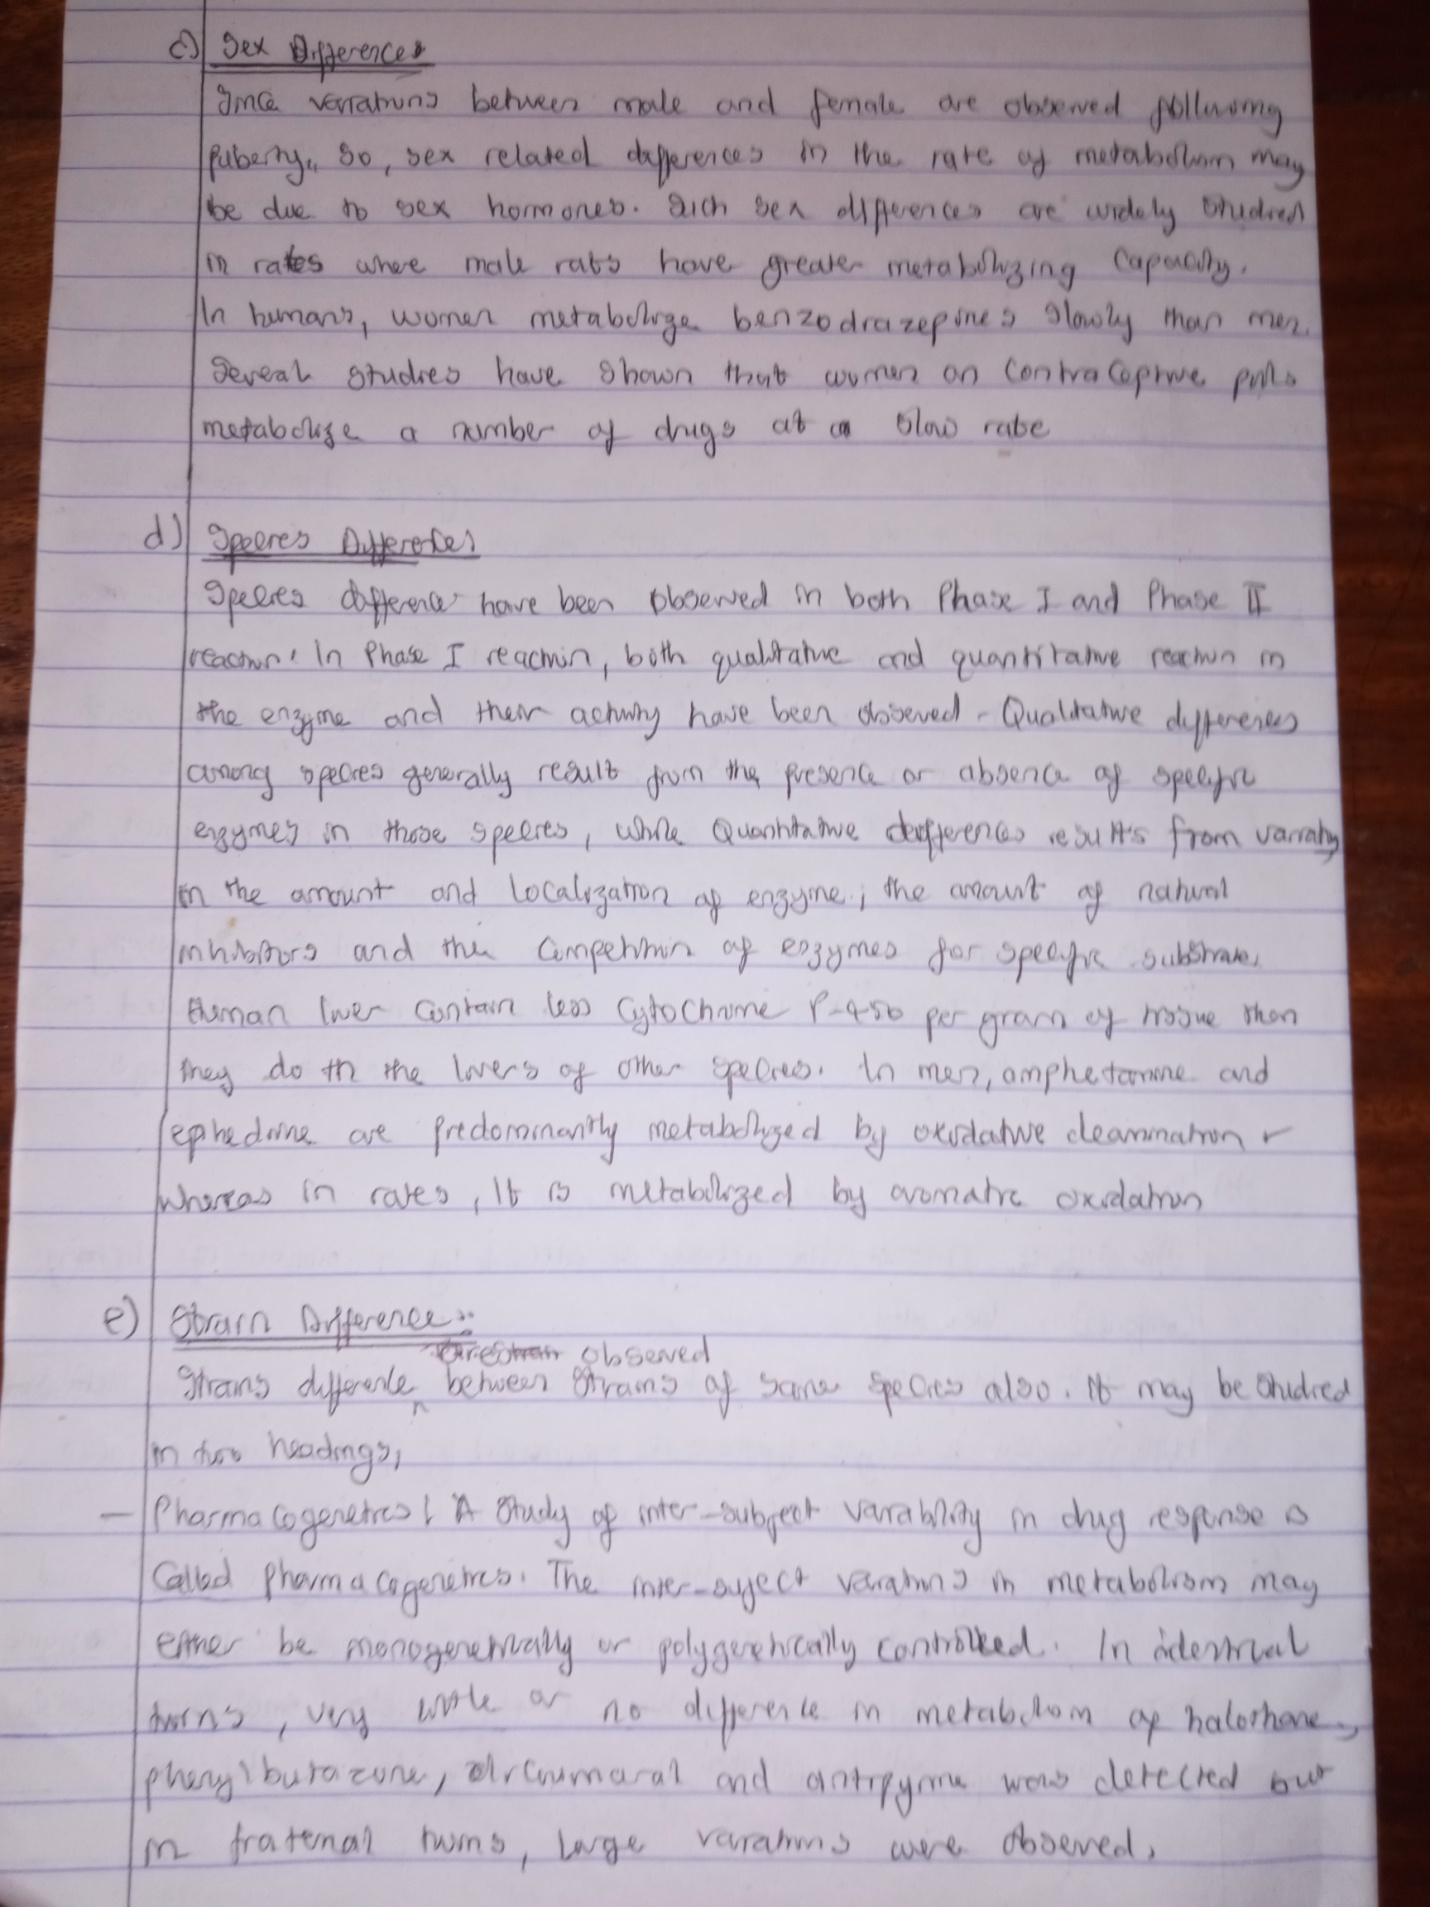 c) Sex Differences
Since variations between male and female are observed following
puberty, so, sex related differences in the rate of metabolism may
be due to sex hormones. Such sex differences are widely studied
in rates where male rats have greater metabolizing capacity.
In humans, women metabolize benzodiazepines slowly than men.
Several studies have shown that women on contraceptive pills
metabolize a number of drugs at a slow rate
d) Species Differences
Species difference have been observed in both Phase I and Phase II
reaction. In Phase I reaction, both qualitative and quantitative reaction in
the enzyme and their activity have been observed - Qualitative differences
among species generally result from the presence or absence of specific
enzymes in those species, while Quantitative differences results from variating
in the amount and localization of enzyme; the amount of natural
inhibitors and the competition of enzymes for specific substrate.
Human liver contain less Cytochrome P-450 per gram of tissue than
they do in the livers of other species. In men, amphetamine and
ephedrine are predominantly metabolized by oxidative deamination
whereas in rates, It is metabolized by aromatic oxidation
e) Strain Difference:
observed
Strains difference between strains of same species also. It may be studied
in two headings,
- Pharmacogenetics: A study of inter-subject variability in drug response is
called pharmacogenetics. The inter-suject variations in metabolism may
either be monogenetically or polygenetically controlled. In identical
twins, very little or no difference in metabolism of halothane,
phenylbutazone, dicoumaral and antipyrine was detected but
in fraternal twins, large variations were observed.